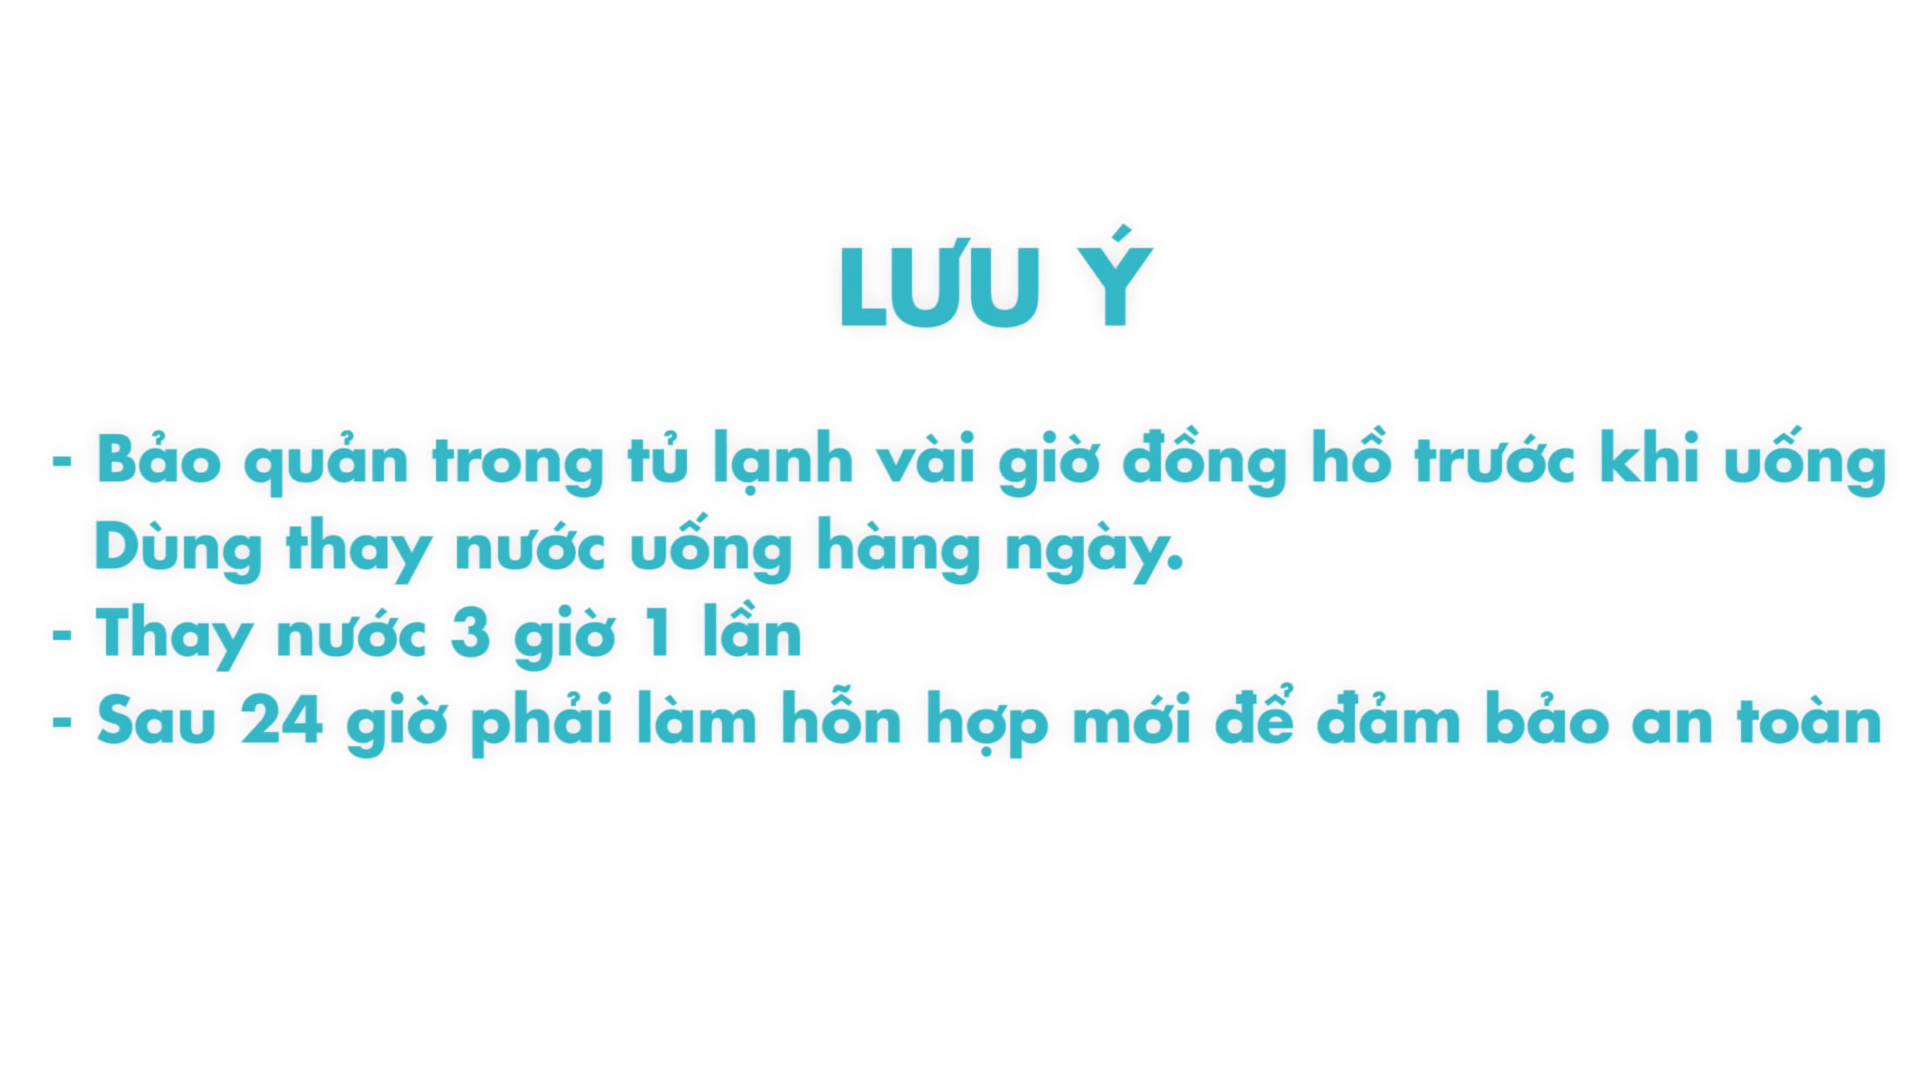 LƯU Ý
- Bảo quản trong tủ lạnh vài giờ đồng hồ trước khi uống
Dùng thay nước uống hàng ngày.
- Thay nước 3 giờ 1 lần
- Sau 24 giờ phải làm hỗn hợp mới để đảm bảo an toàn